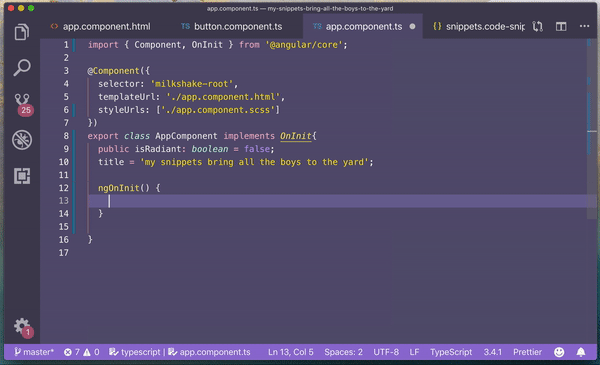 app.component.ts — my-snippets-bring-all-the-boys-to-the-yard
<> app.component.html TS button.component.ts TS app.component.ts {} snippets.code-snip
1 import { Component, OnInit } from '@angular/core';
2
3 @Component({
4 selector: 'milkshake-root',
5 templateUrl: './app.component.html',
6 styleUrls: ['./app.component.scss']
7 })
8 export class AppComponent implements OnInit{
9 public isRadiant: boolean = false;
10 title = 'my snippets bring all the boys to the yard';
11
12 ngOnInit() {
13
14 }
15
16 }
17
25
1
master* 7 0 typescript | app.component.ts Ln 13, Col 5 Spaces: 2 UTF-8 LF TypeScript 3.4.1 Prettier